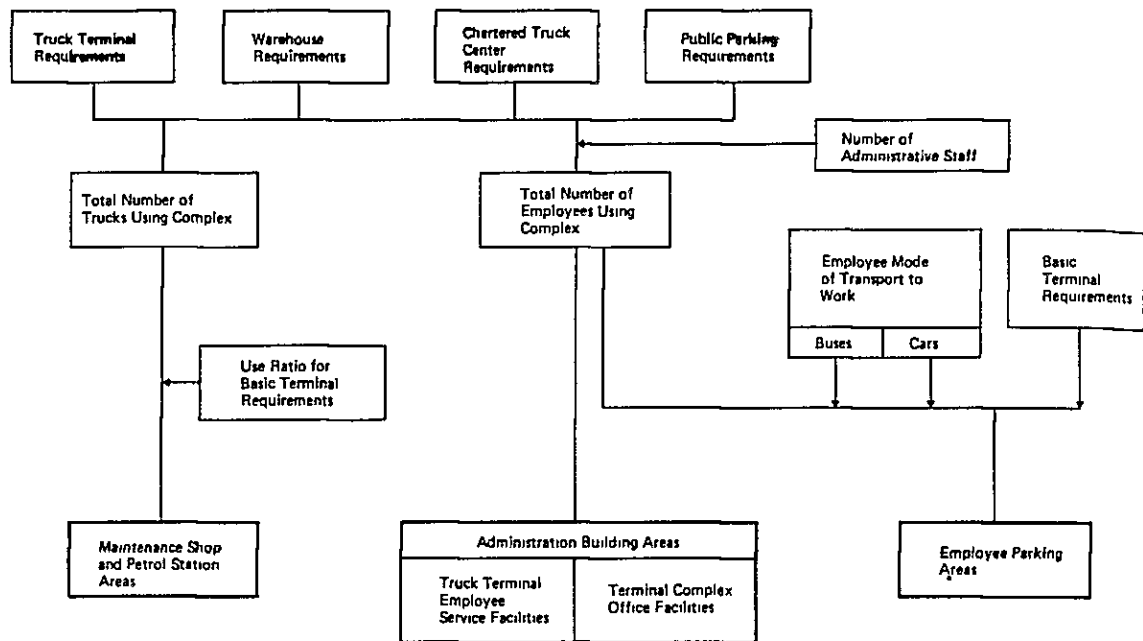 Truck Terminal
Requirements
Warehouse
Requirements
Chertered Truck
Center
Requirements
Public Parking
Requirements
Number of
Administrative Staff
Total Number of
Trucks Using Complex
Total Number of
Employees Using
Complex
Employee Mode
of Transport to
Work
Buses
Cars
Basic
Terminal
Requirements
Use Ratio for
Basic Terminal
Requirements
Maintenance Shop
and Petrol Station
Areas
Administration Building Areas
Truck Terminal
Employee
Service Facilities
Terminal Complex
Office Facilities
Employee Parking
Areas